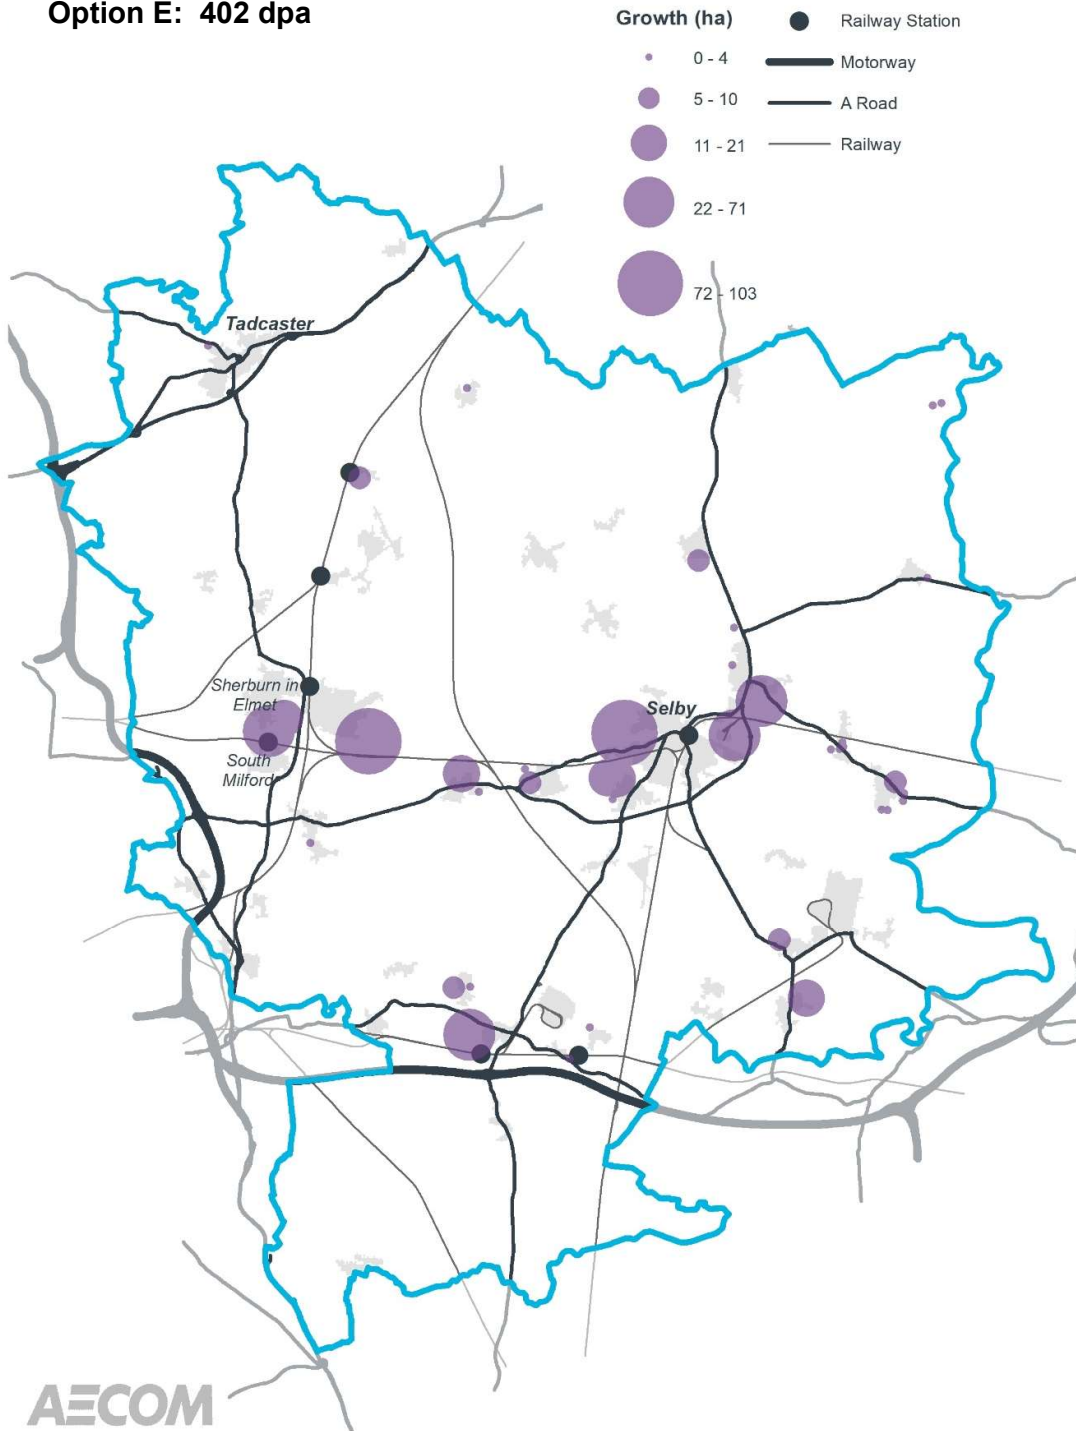 Option E: 402 dpa
Growth (ha)
0 - 4
5 - 10
11 - 21
22 - 71
72 - 103
Railway Station
Motorway
A Road
Railway
Tadcaster
Sherburn in
Elmet
South
Milford
Selby
AECOM